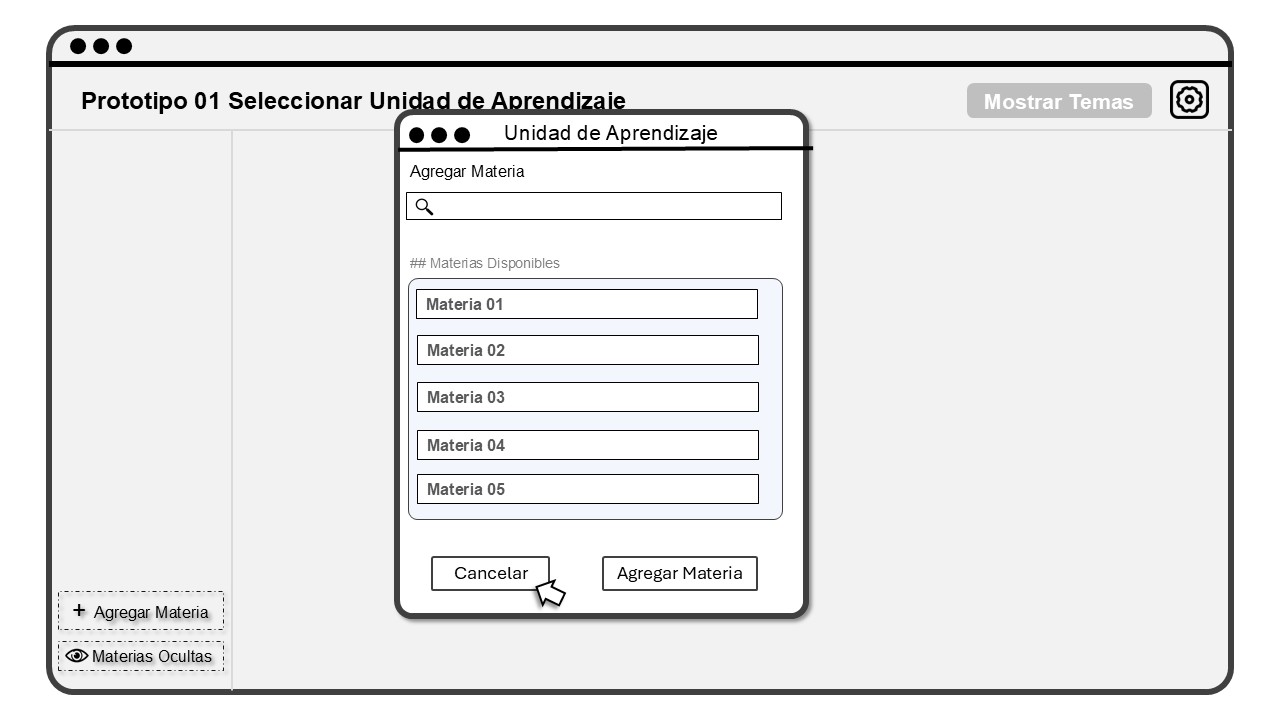 Prototipo 01 Seleccionar Unidad de Aprendizaje
Mostrar Temas
Unidad de Aprendizaje
Agregar Materia
## Materias Disponibles
Materia 01
Materia 02
Materia 03
Materia 04
Materia 05
Cancelar
Agregar Materia
+ Agregar Materia
Materias Ocultas